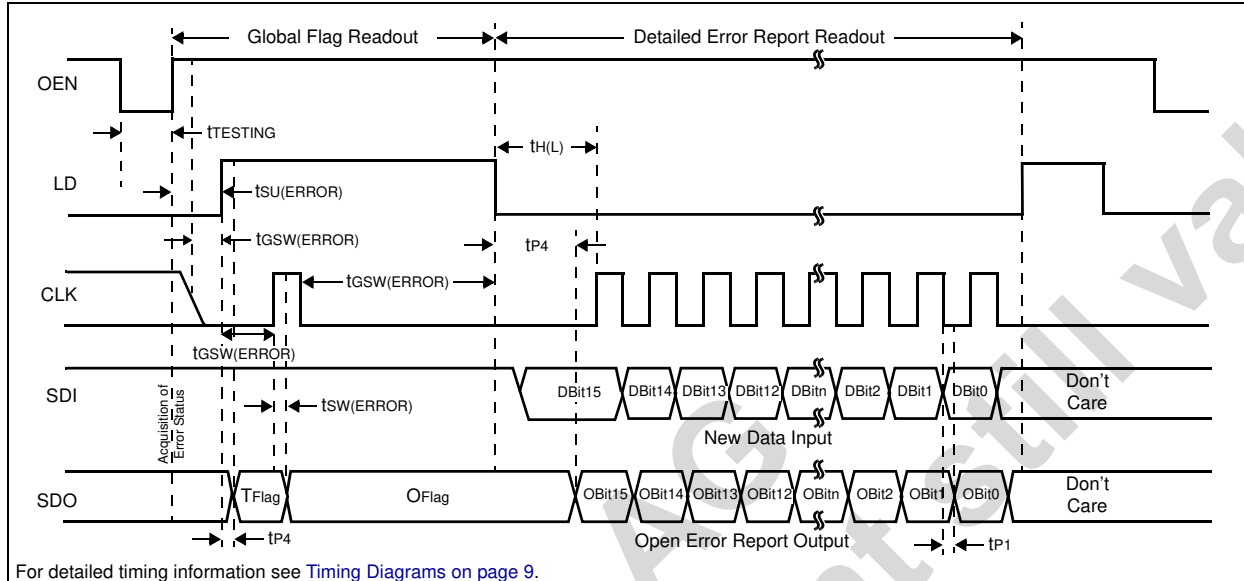 Global Flag Readout
Detailed Error Report Readout
OEN
tTESTING
tH(L)
LD
tSU(ERROR)
tGSW(ERROR)
tP4
CLK
tGSW(ERROR)
tGSW(ERROR)
SDI
DBit15 DBit14 DBit13 DBit12 DBitn DBit2 DBit1 DBit0 Don't Care
tSW(ERROR)
Acquisition of
Error Status
New Data Input
SDO
TFlag OFlag OBit15 OBit14 OBit13 OBit12 OBitn OBit2 OBit1 OBit0 Don't Care
tP4
Open Error Report Output
tP1
For detailed timing information see Timing Diagrams on page 9.
AG
t still va